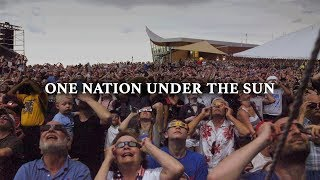 ONE NATION UNDER THE SUN